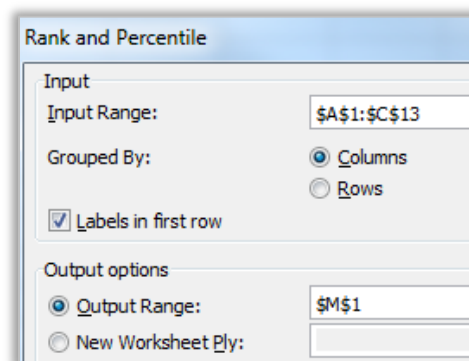 Rank and Percentile
Input
Input Range: $A$1:$C$13
Grouped By: Columns
Rows
Labels in first row
Output options
Output Range: $M$1
New Worksheet Ply: